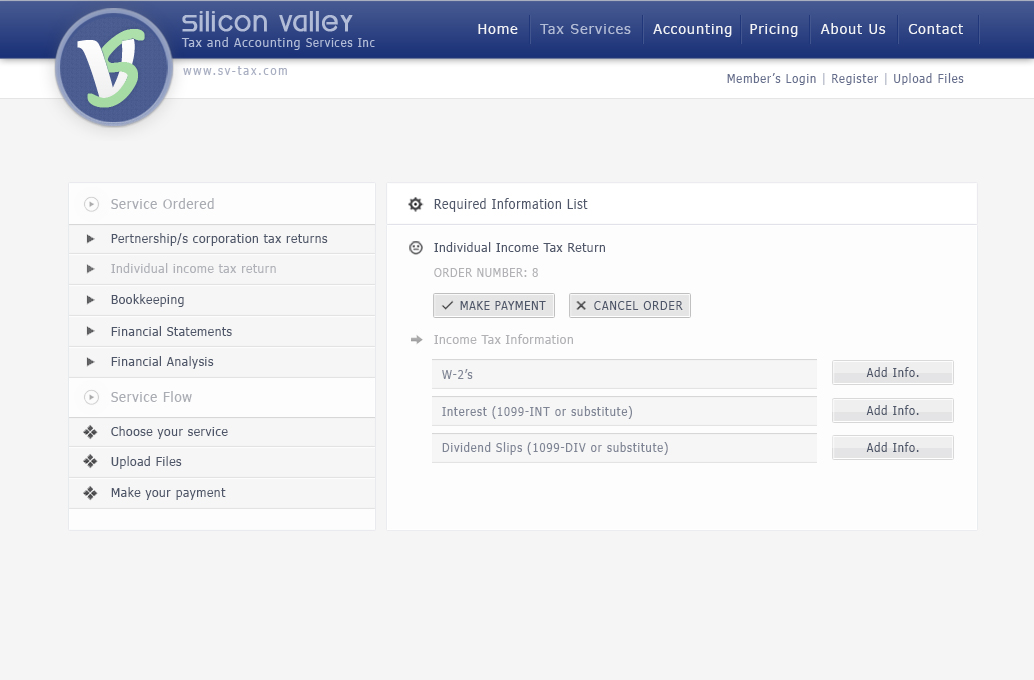 silicon valley
Tax and Accounting Services Inc
www.sv-tax.com
VS
Home | Tax Services | Accounting | Pricing | About Us | Contact
Member's Login | Register | Upload Files
Service Ordered
Pertnership/s corporation tax returns
Individual income tax return
Bookkeeping
Financial Statements
Financial Analysis
Service Flow
Choose your service
Upload Files
Make your payment
Required Information List
Individual Income Tax Return
ORDER NUMBER: 8
MAKE PAYMENT CANCEL ORDER
Income Tax Information
W-2's Add Info.
Interest (1099-INT or substitute) Add Info.
Dividend Slips (1099-DIV or substitute) Add Info.